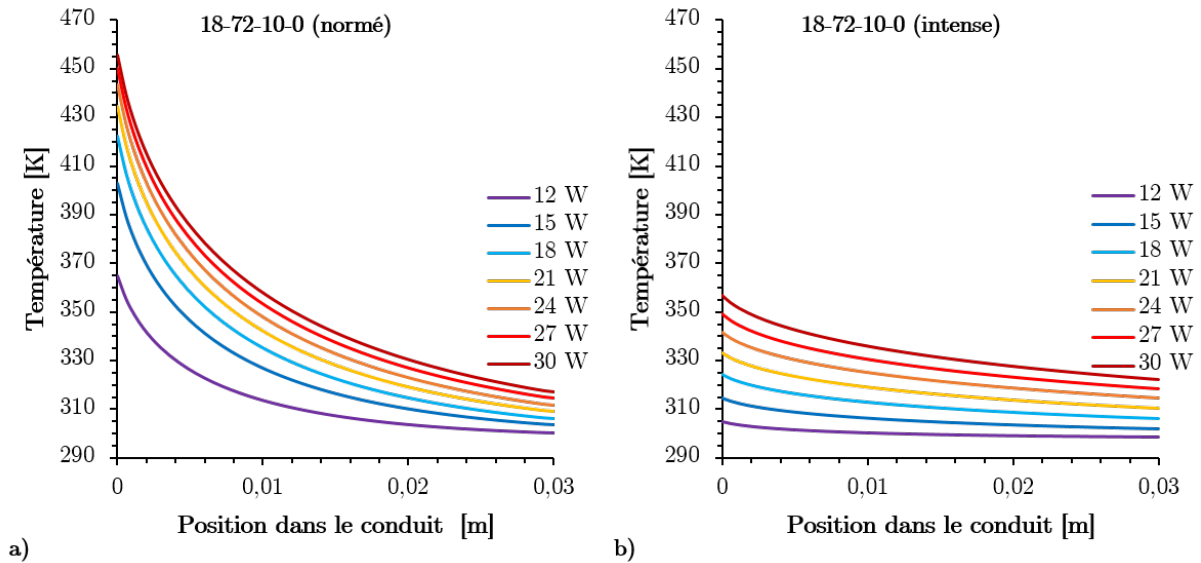 18-72-10-0 (normé)
Température [K]
470
450
430
410
390
370
350
330
310
290
0
0,01
0,02
0,03
Position dans le conduit [m]
12 W
15 W
18 W
21 W
24 W
27 W
30 W
a)
18-72-10-0 (intense)
Température [K]
470
450
430
410
390
370
350
330
310
290
0
0,01
0,02
0,03
Position dans le conduit [m]
12 W
15 W
18 W
21 W
24 W
27 W
30 W
b)